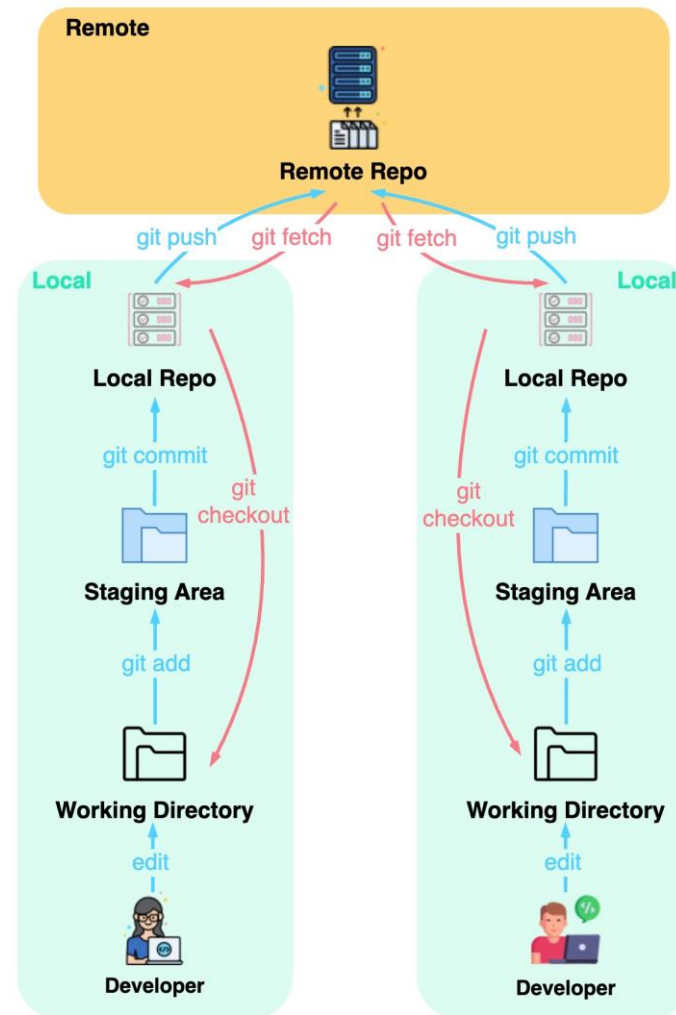 Remote
Remote Repo
git push
git fetch
git fetch
git push
Local
Local Repo
git commit
git
checkout
Staging Area
git add
Working Directory
edit
Developer
Local
Local Repo
git commit
git
checkout
Staging Area
git add
Working Directory
edit
Developer